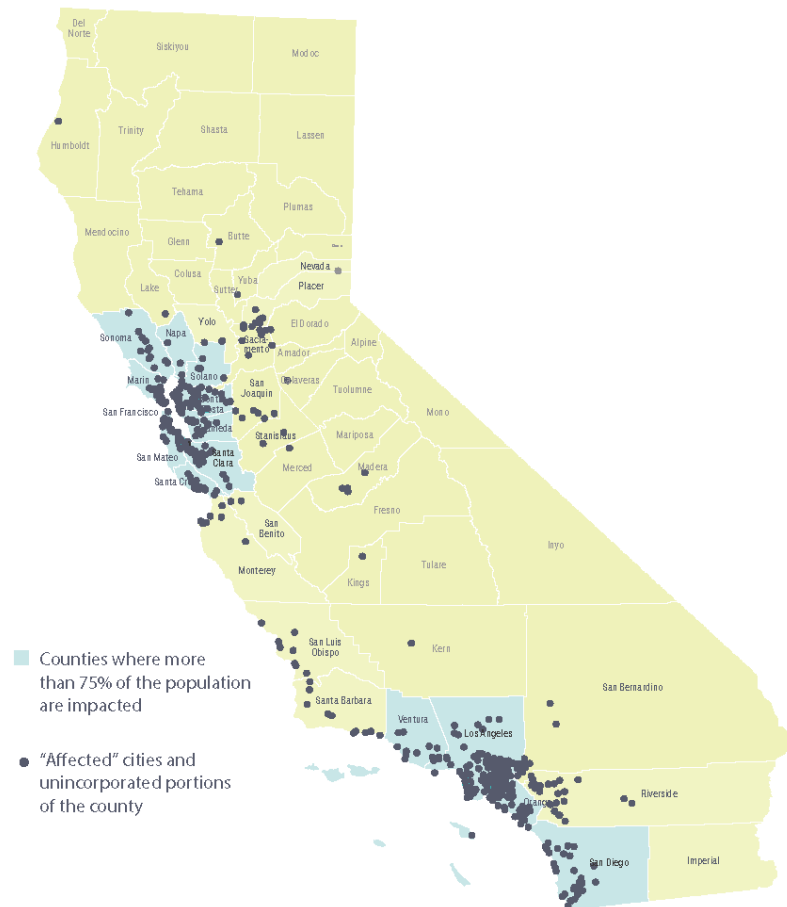 Del
Norte
Siskiyou
Modoc
Humboldt
Trinity
Shasta
Lassen
Tehama
Plumas
Mendocino
Glenn
Butte
Colusa
Nevada
Placer
Yuba
Sutter
Lake
Yolo
El Dorado
Sonoma
Napa
Sacra-
mento
Amador
Alpine
Marin
Solano
San
Joaquin
Tuolumne
Mono
San Francisco
Stanislaus
Mariposa
San Mateo
Santa
Clara
Merced
Madera
Fresno
San
Benito
Inyo
Tulare
Kings
Monterey
San Luis
Obispo
Kern
San Bernardino
Santa Barbara
Ventura
Los Angeles
Riverside
San Diego
Imperial
Counties where more
than 75% of the population
are impacted
“Affected” cities and
unincorporated portions
of the county